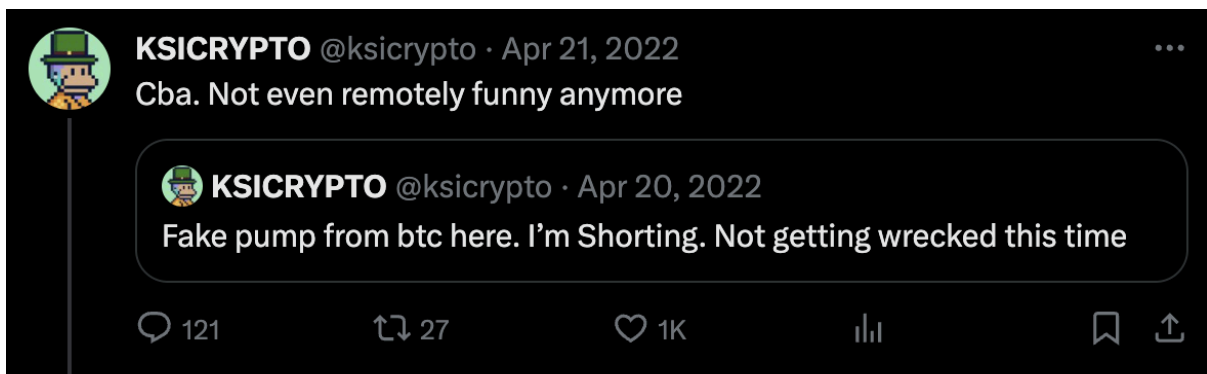 KSICRYPTO @ksicrypto · Apr 21, 2022
Cba. Not even remotely funny anymore
KSICRYPTO @ksicrypto · Apr 20, 2022
Fake pump from btc here. I’m Shorting. Not getting wrecked this time
121 27 1K